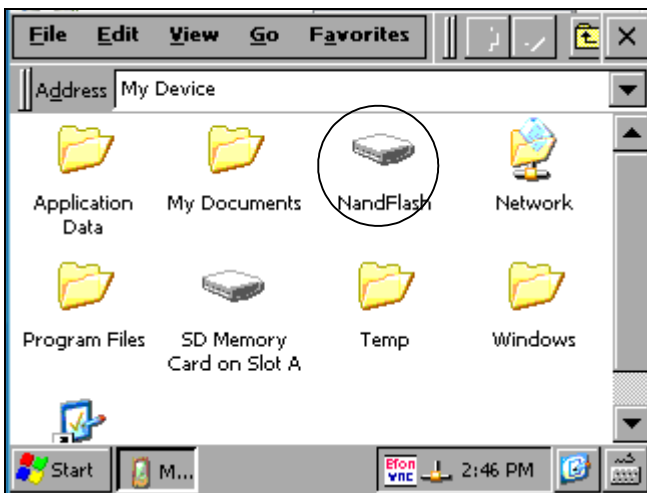 File Edit View Go Favorites
Address My Device
Application Data
My Documents
NandFlash
Network
Program Files
SD Memory Card on Slot A
Temp
Windows
Start M... Efon VNC 2:46 PM